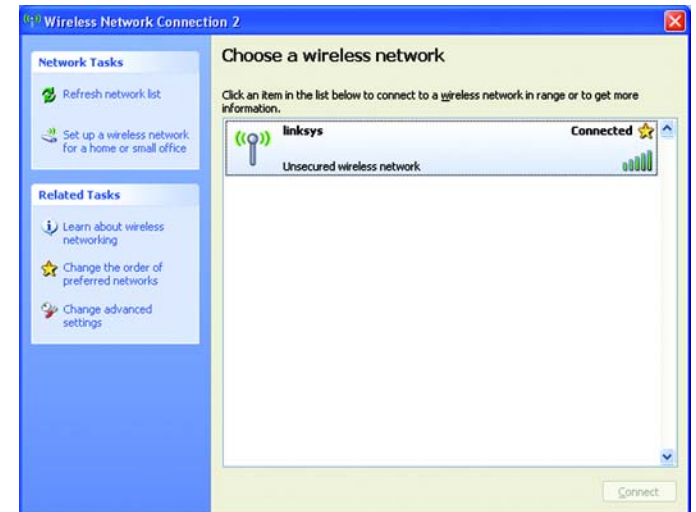 Wireless Network Connection 2
Network Tasks
Refresh network list
Set up a wireless network
for a home or small office
Related Tasks
Learn about wireless
networking
Change the order of
preferred networks
Change advanced
settings
Choose a wireless network
Click an item in the list below to connect to a wireless network in range or to get more
information.
linksys
Connected
Unsecured wireless network
Connect